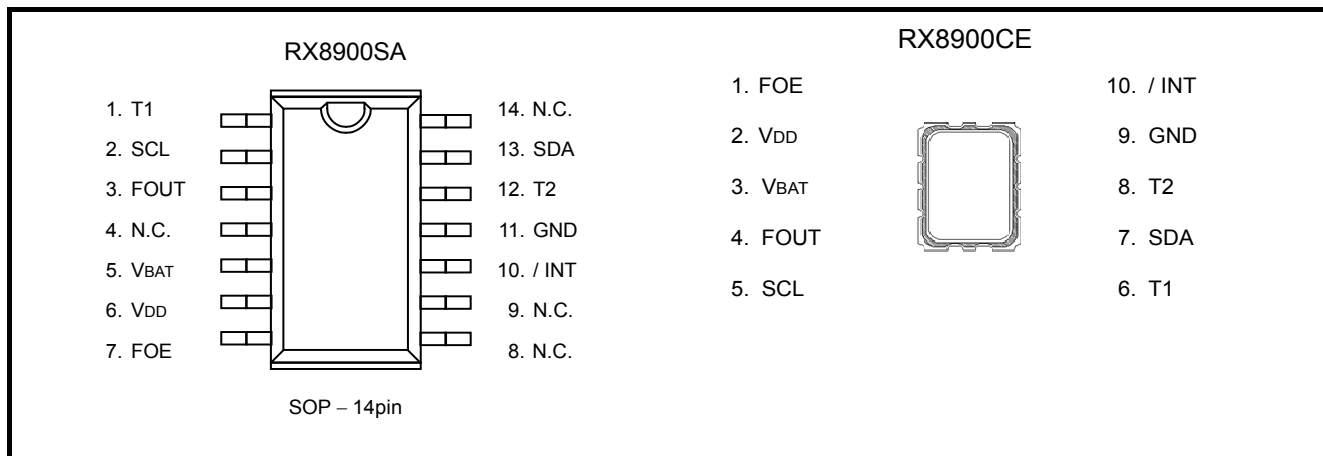 RX8900SA
1. T1
2. SCL
3. FOUT
4. N.C.
5. VBAT
6. VDD
7. FOE
14. N.C.
13. SDA
12. T2
11. GND
10. / INT
9. N.C.
8. N.C.
SOP – 14pin
RX8900CE
1. FOE
2. VDD
3. VBAT
4. FOUT
5. SCL
10. / INT
9. GND
8. T2
7. SDA
6. T1